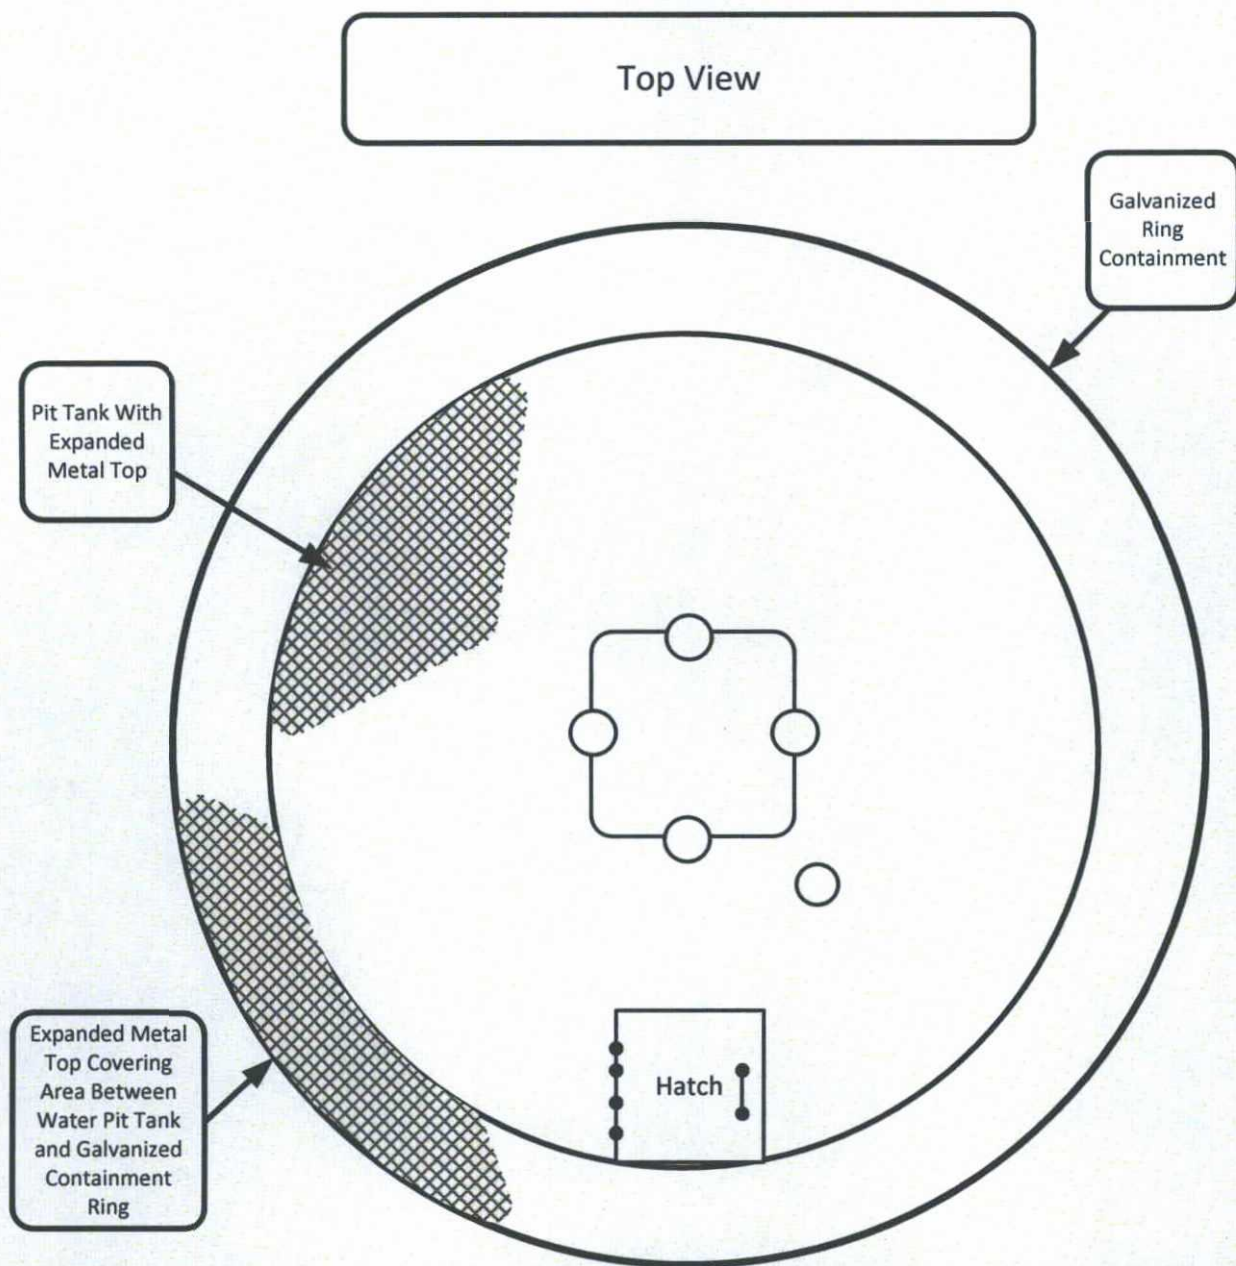 Top View
Galvanized
Ring
Containment
Pit Tank With
Expanded
Metal Top
Expanded Metal
Top Covering
Area Between
Water Pit Tank
and Galvanized
Containment
Ring
Hatch